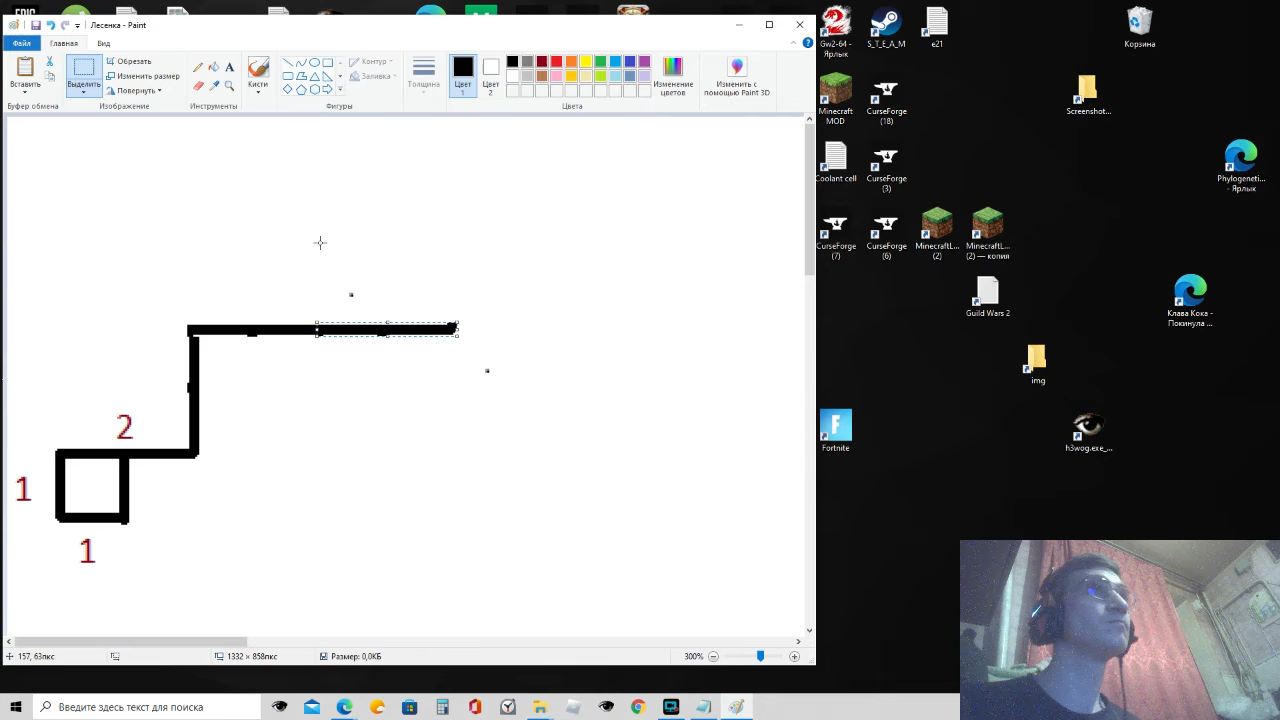 EPIC
Лесенка - Paint
Файл
Главная
Вид
Вставить
Буфер обмена
Выделить
Обрезать
Изменить размер
Повернуть
Изображение
Инструменты
Кисти
Контур
Заливка
Фигуры
Толщина
Цвет
1
Цвет
2
Изменение
цветов
Цвета
Изменить с
помощью Paint 3D
2
1
1
157, 63пкс
1332 × 858пкс
Размер: 0,0КБ
300%
Gw2-64 -
Ярлык
S_T_E_A_M
e21
Корзина
Minecraft
MOD
CurseForge
(18)
Screenshot...
Coolant cell
CurseForge
(3)
Phylogeneti...
- Ярлык
CurseForge
(7)
CurseForge
(6)
MinecraftL...
(2)
MinecraftL...
(2) — копия
Guild Wars 2
Клава Кока -
Покинула ...
img
Fortnite
F
h3wog.exe_...
Введите здесь текст для поиска